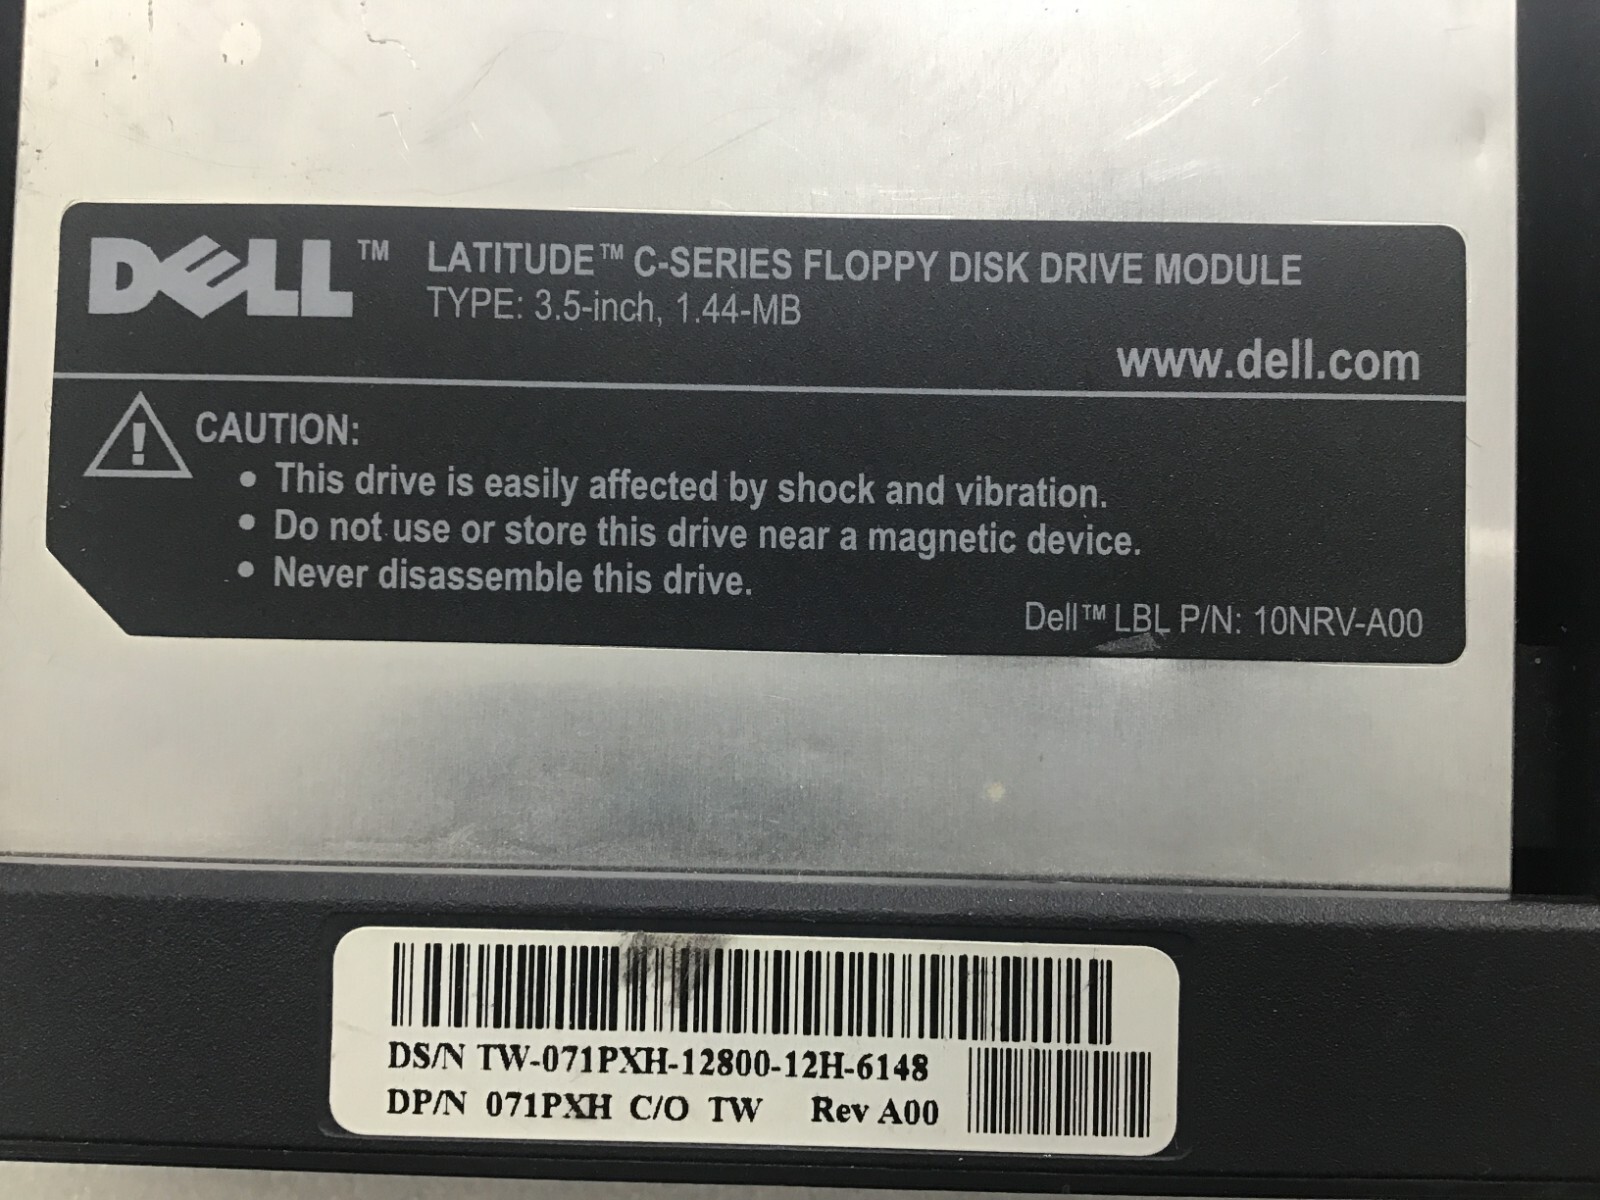 DELL™ LATITUDE™ C-SERIES FLOPPY DISK DRIVE MODULE
TYPE: 3.5-inch, 1.44-MB
www.dell.com
CAUTION:
• This drive is easily affected by shock and vibration.
• Do not use or store this drive near a magnetic device.
• Never disassemble this drive.
Dell™ LBL P/N: 10NRV-A00
DS/N TW-071PXH-12800-12H-6148
DP/N 071PXH C/O TW Rev A00